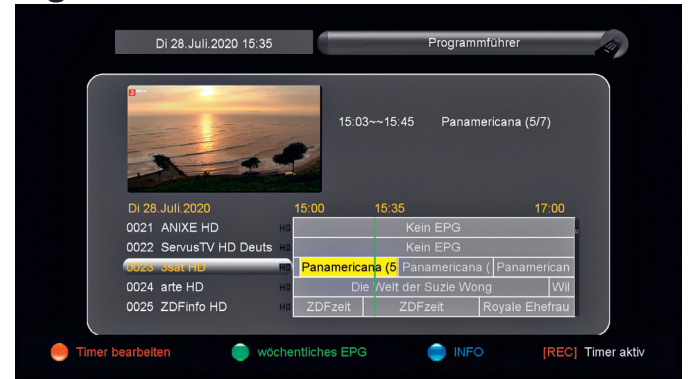 Di 28.Juli.2020 15:35 Programmführer
3
15:03~~15:45 Panamericana (5/7)
Di 28.Juli.2020 15:00 15:35 17:00
0021 ANIXE HD HD Kein EPG
0022 ServusTV HD Deuts HD Kein EPG
0023 3sat HD HD Panamericana (5 Panamericana ( Panamerican
0024 arte HD HD Die Welt der Suzie Wong Wil
0025 ZDFinfo HD HD ZDFzeit ZDFzeit Royale Ehefrau
Timer bearbeiten wöchentliches EPG INFO [REC] Timer aktiv